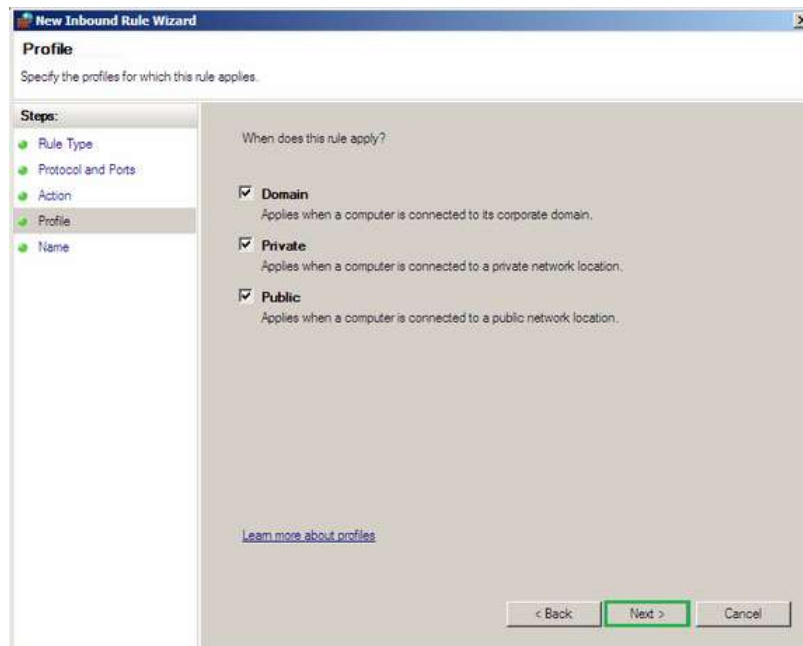 New Inbound Rule Wizard
Profile
Specify the profiles for which this rule applies.
Steps:
Rule Type
Protocol and Ports
Action
Profile
Name
When does this rule apply?
Domain
Applies when a computer is connected to its corporate domain.
Private
Applies when a computer is connected to a private network location.
Public
Applies when a computer is connected to a public network location.
Learn more about profiles
< Back Next > Cancel